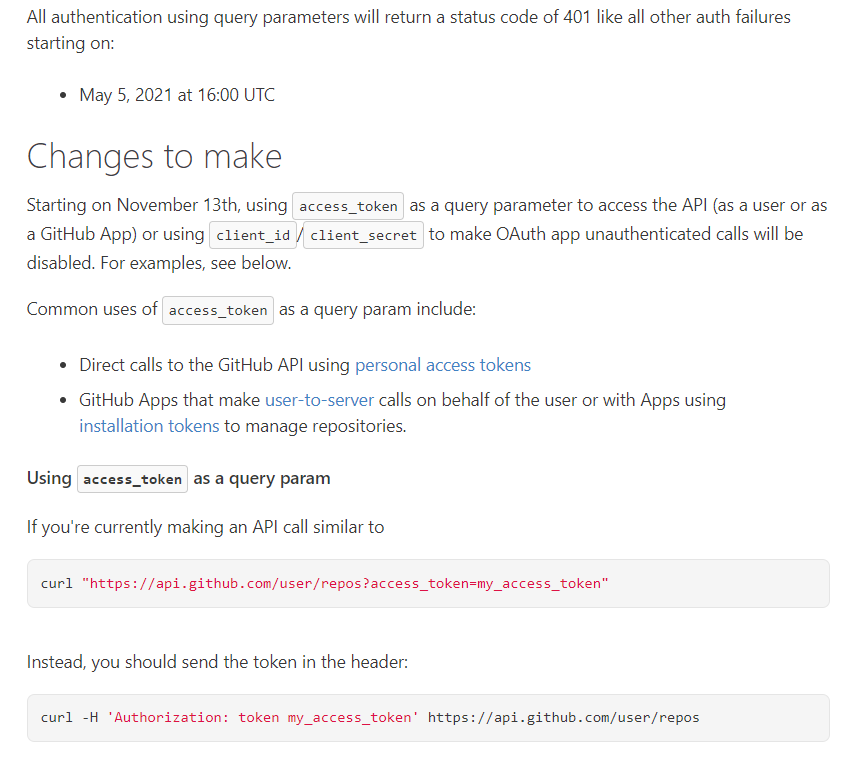 All authentication using query parameters will return a status code of 401 like all other auth failures
starting on:
• May 5, 2021 at 16:00 UTC
Changes to make
Starting on November 13th, using access_token as a query parameter to access the API (as a user or as
a GitHub App) or using client_id/client_secret to make OAuth app unauthenticated calls will be
disabled. For examples, see below.
Common uses of access_token as a query param include:
• Direct calls to the GitHub API using personal access tokens
• GitHub Apps that make user-to-server calls on behalf of the user or with Apps using
installation tokens to manage repositories.
Using access_token as a query param
If you're currently making an API call similar to
curl "https://api.github.com/user/repos?access_token=my_access_token"
Instead, you should send the token in the header:
curl -H 'Authorization: token my_access_token' https://api.github.com/user/repos